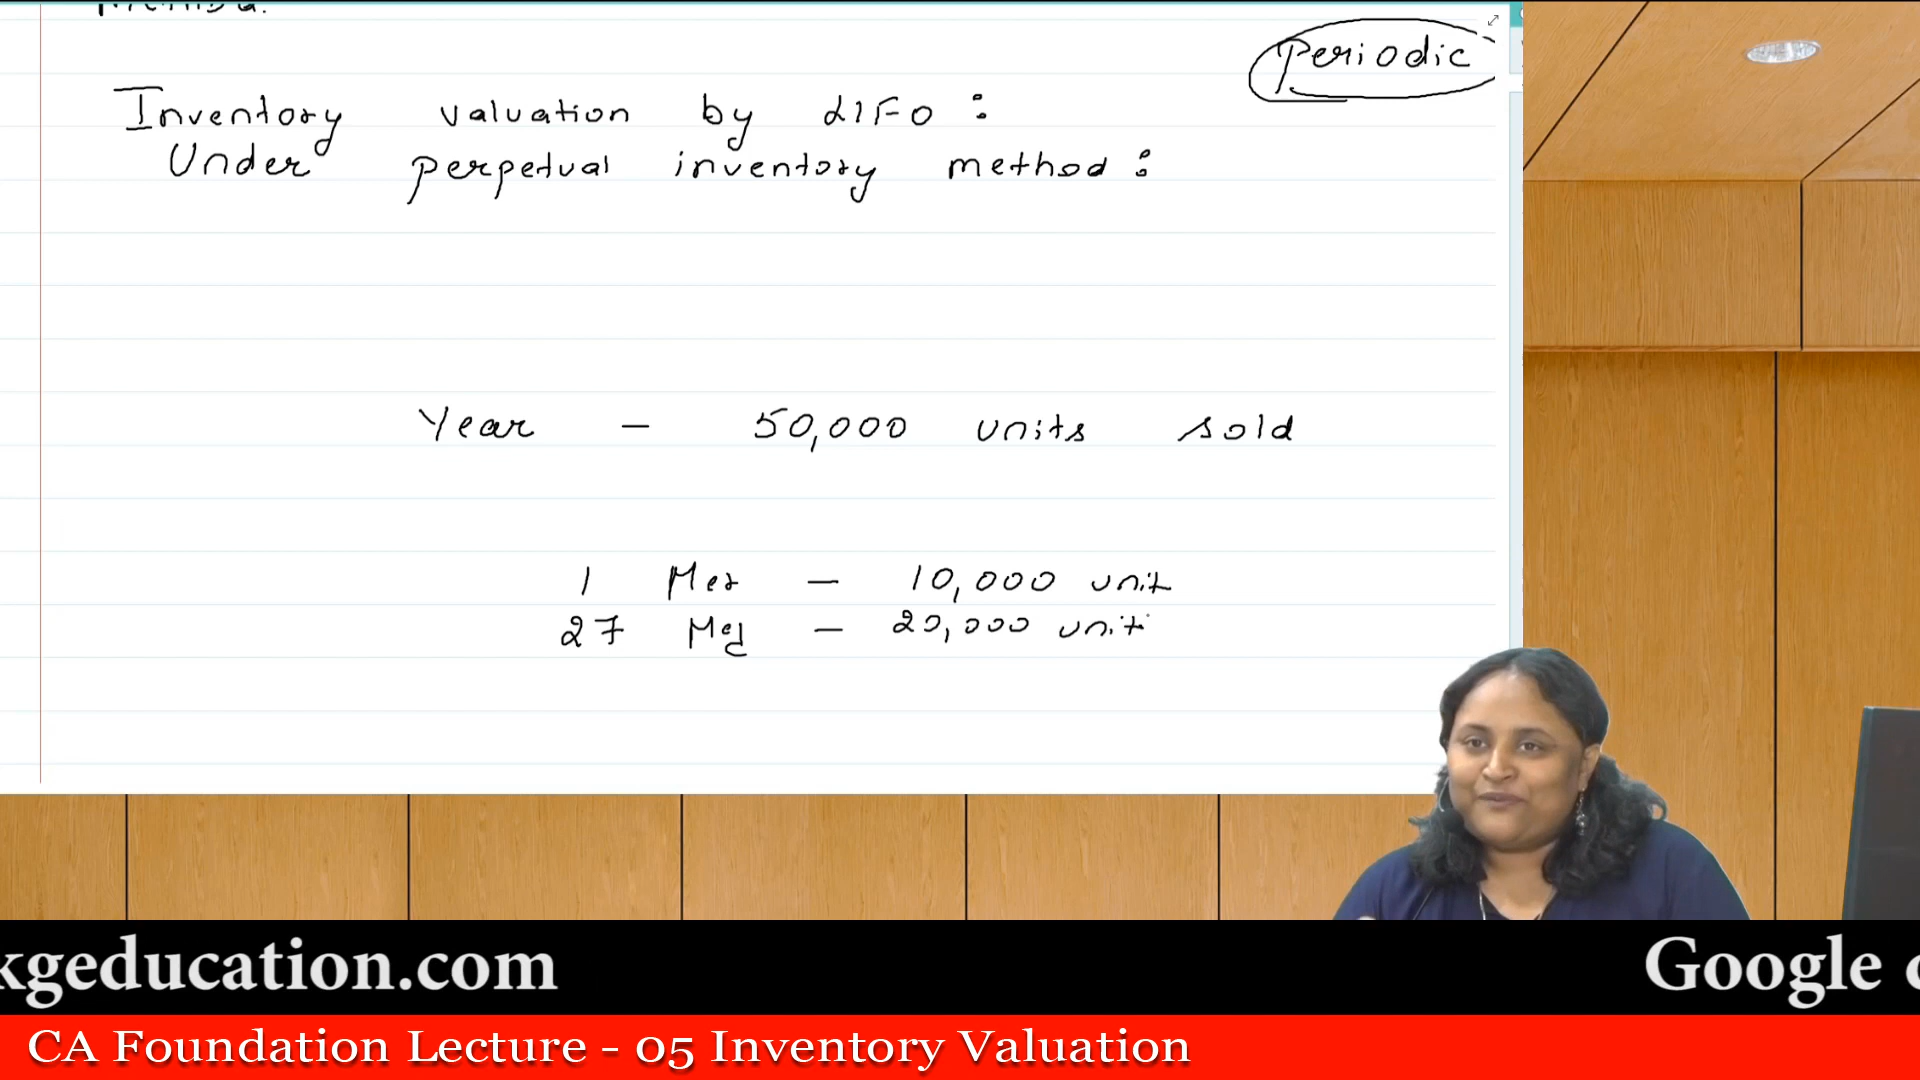 Periodic
Inventory valuation by LIFO :
Under perpetual inventory method :
Year - 50,000 units sold
1 Mar - 10,000 unit
27 May - 20,000 unit
kgeducation.com
Google
CA Foundation Lecture - 05 Inventory Valuation